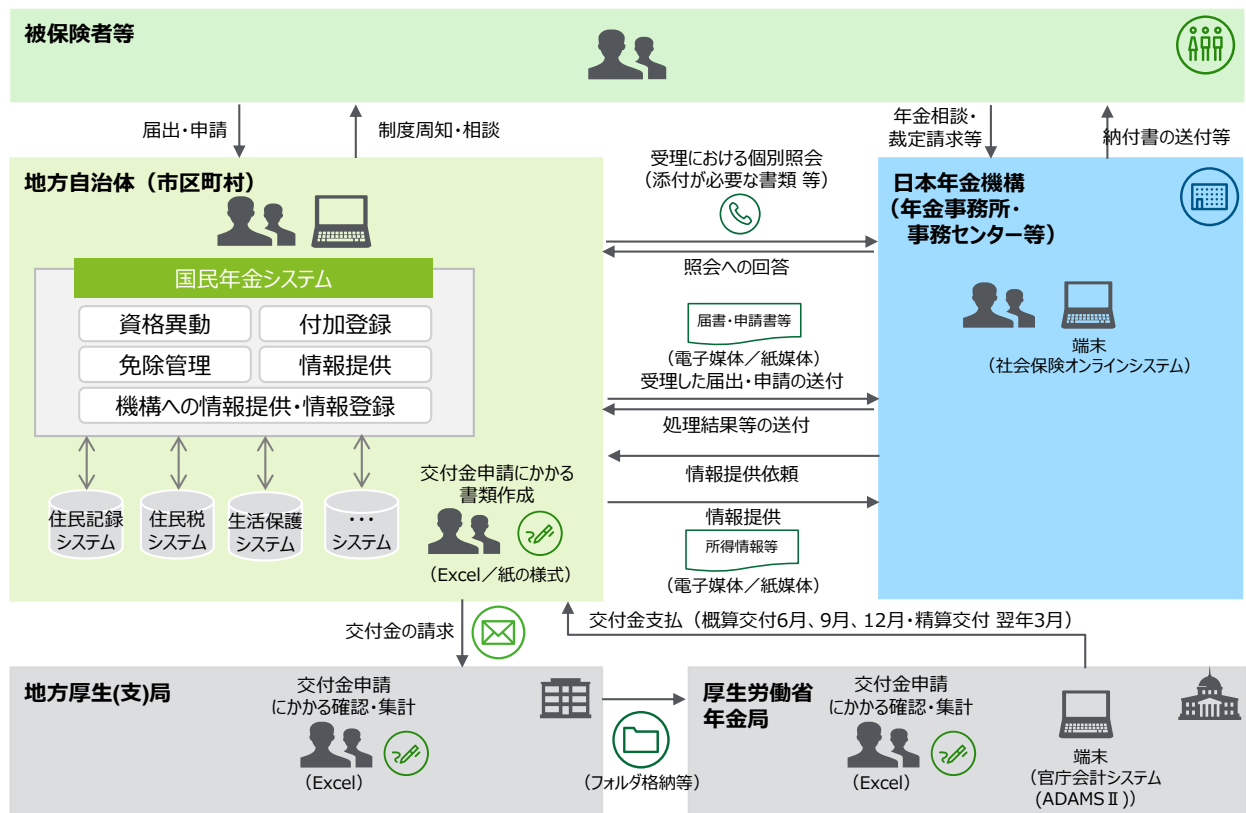 被保険者等
届出・申請
制度周知・相談
年金相談・
裁定請求等
納付書の送付等
地方自治体（市区町村）
国民年金システム
資格異動
付加登録
免除管理
情報提供
機構への情報提供・情報登録
住民記録
システム
住民税
システム
生活保護
システム
・・・
システム
交付金申請にかかる
書類作成
（Excel／紙の様式）
受理における個別照会
（添付が必要な書類 等）
照会への回答
届書・申請書等
（電子媒体／紙媒体）
受理した届出・申請の送付
処理結果等の送付
情報提供依頼
情報提供
所得情報等
（電子媒体／紙媒体）
日本年金機構
（年金事務所・
事務センター等）
端末
（社会保険オンラインシステム）
交付金の請求
交付金支払（概算交付6月、9月、12月・精算交付 翌年3月）
地方厚生(支)局
交付金申請
にかかる確認・集計
（Excel）
（フォルダ格納等）
厚生労働省
年金局
交付金申請
にかかる確認・集計
（Excel）
端末
（官庁会計システム
(ADAMSⅡ)）